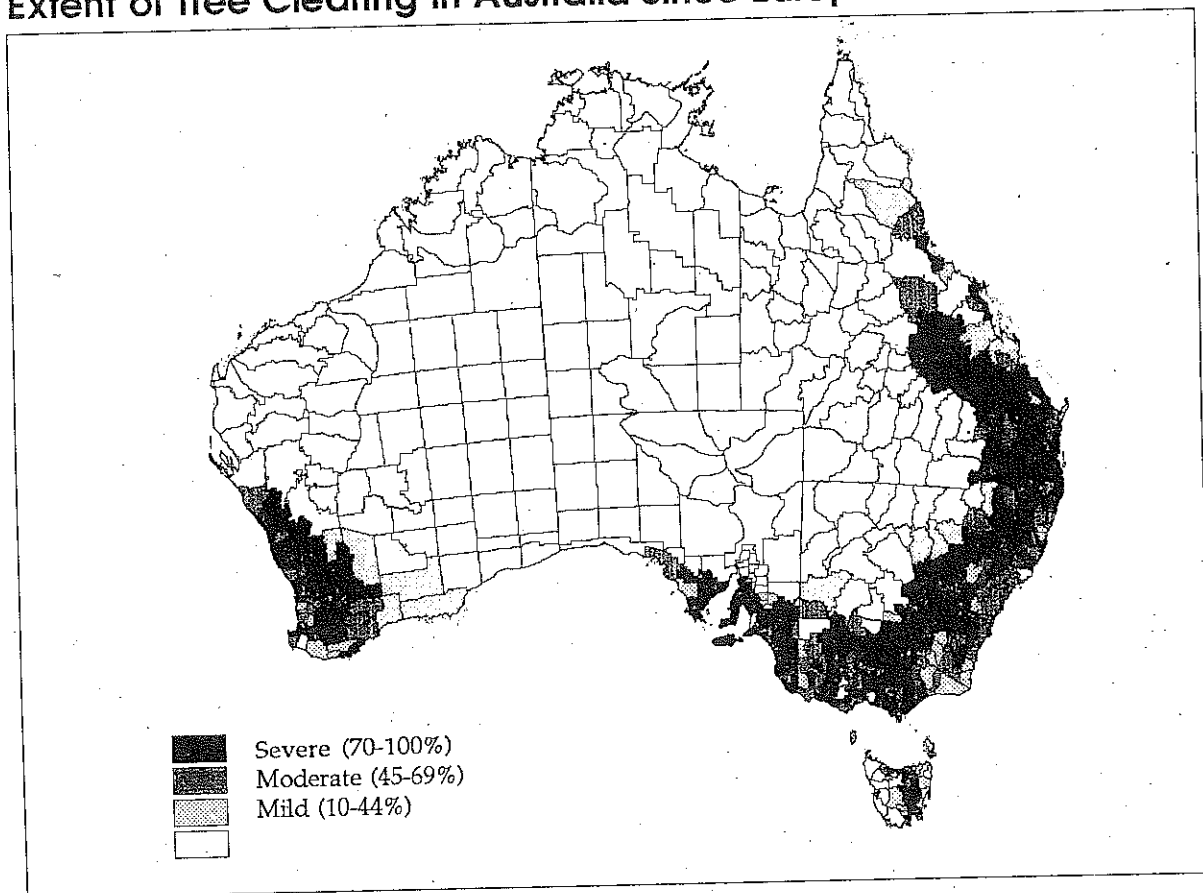 Extent of Tree Clearing in Australia since
Severe (70-100%)
Moderate (45-69%)
Mild (10-44%)